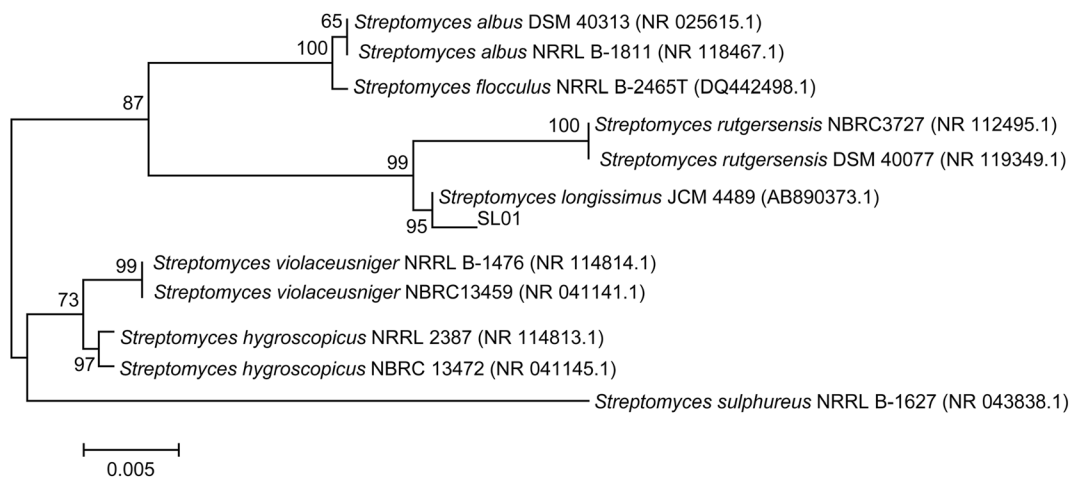 65 Streptomyces albus DSM 40313 (NR 025615.1)
100 Streptomyces albus NRRL B-1811 (NR 118467.1)
Streptomyces flocculus NRRL B-2465T (DQ442498.1)
87
100 Streptomyces rutgersensis NBRC3727 (NR 112495.1)
99 Streptomyces rutgersensis DSM 40077 (NR 119349.1)
Streptomyces longissimus JCM 4489 (AB890373.1)
95 SL01
99 Streptomyces violaceusniger NRRL B-1476 (NR 114814.1)
Streptomyces violaceusniger NBRC13459 (NR 041141.1)
73
Streptomyces hygroscopicus NRRL 2387 (NR 114813.1)
97 Streptomyces hygroscopicus NBRC 13472 (NR 041145.1)
Streptomyces sulphureus NRRL B-1627 (NR 043838.1)
0.005